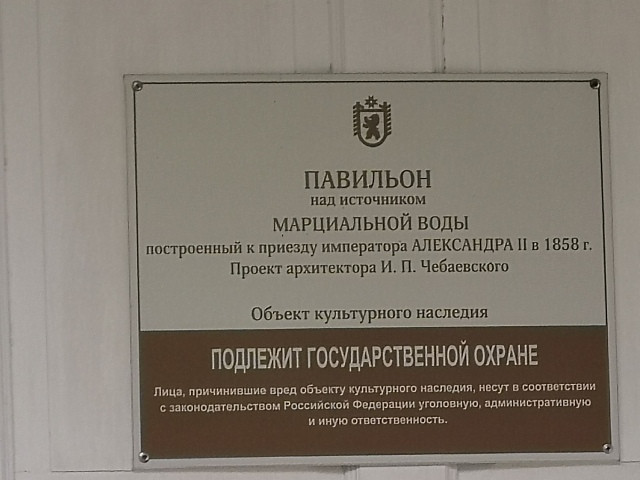 ПАВИЛЬОН
над источником
МАРЦИАЛЬНОЙ ВОДЫ
построенный к приезду императора АЛЕКСАНДРА II в 1858 г.
Проект архитектора И. П. Чебаевского
Объект культурного наследия
ПОДЛЕЖИТ ГОСУДАРСТВЕННОЙ ОХРАНЕ
Лица, причинившие вред объекту культурного наследия, несут в соответствии
с законодательством Российской Федерации уголовную, административную
и иную ответственность.